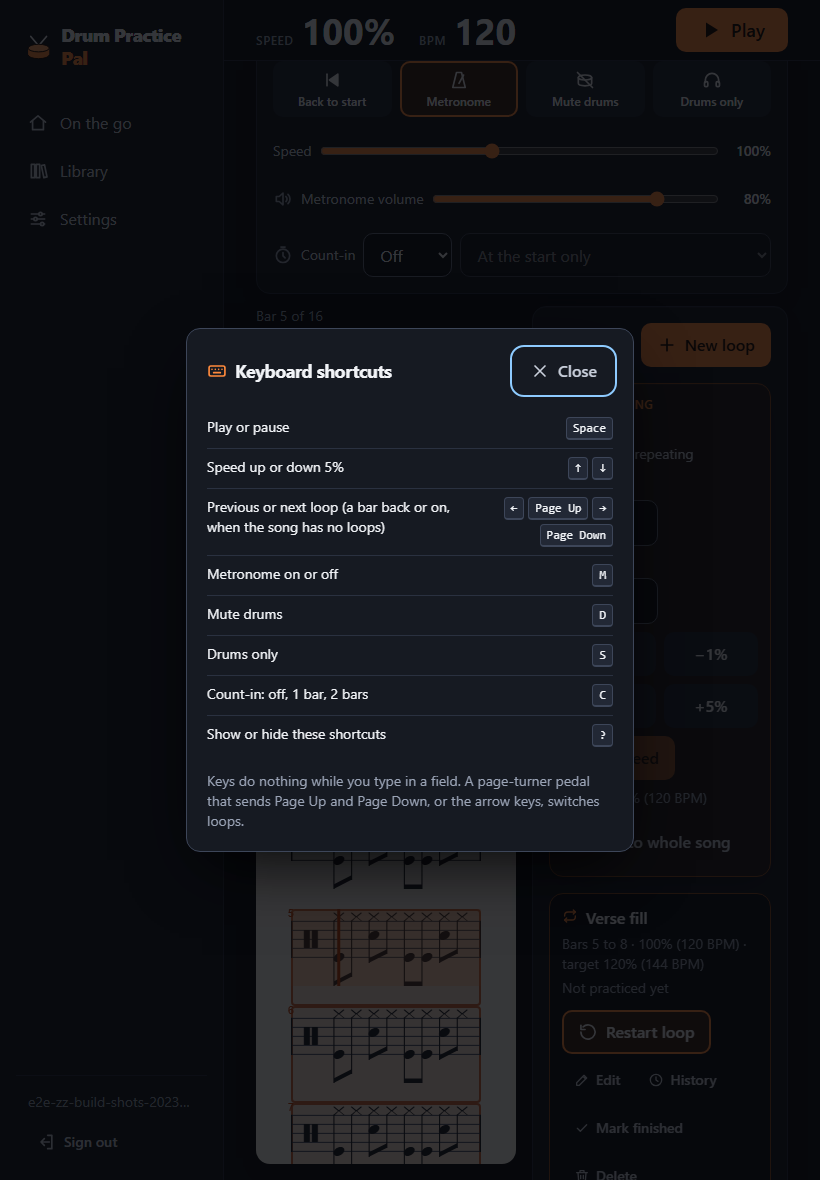 Drum Practice
Pal
SPEED 100% BPM 120
Play
Back to start
Metronome
Mute drums
Drums only
On the go
Library
Settings
Speed 100%
Metronome volume 80%
Count-in Off At the start only
Bar 5 of 16
New loop
Keyboard shortcuts
Close
Play or pause Space
Speed up or down 5% ↑ ↓
Previous or next loop (a bar back or on, ← Page Up →
when the song has no loops) Page Down
Metronome on or off M
Mute drums D
Drums only S
Count-in: off, 1 bar, 2 bars C
Show or hide these shortcuts ?
Keys do nothing while you type in a field. A page-turner pedal
that sends Page Up and Page Down, or the arrow keys, switches
loops.
repeating
−1%
+5%
(120 BPM)
whole song
5
6
7
Verse fill
Bars 5 to 8 · 100% (120 BPM) ·
target 120% (144 BPM)
Not practiced yet
Restart loop
Edit
History
Mark finished
Delete
e2e-zz-build-shots-2023...
Sign out